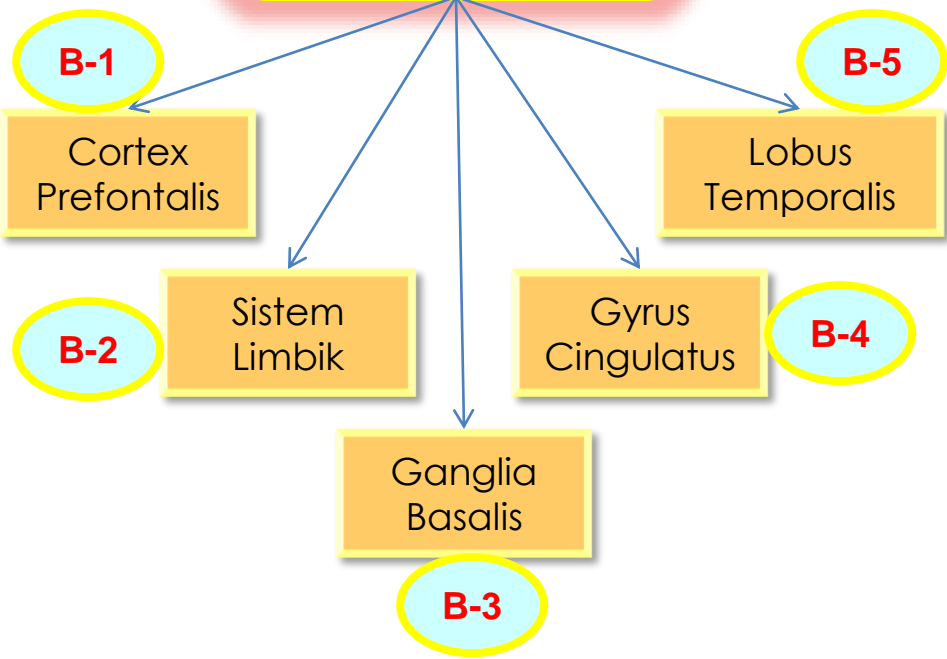 B-1
Cortex
Prefontalis
B-5
Lobus
Temporalis
B-2
Sistem
Limbik
Gyrus
Cingulatus
B-4
Ganglia
Basalis
B-3